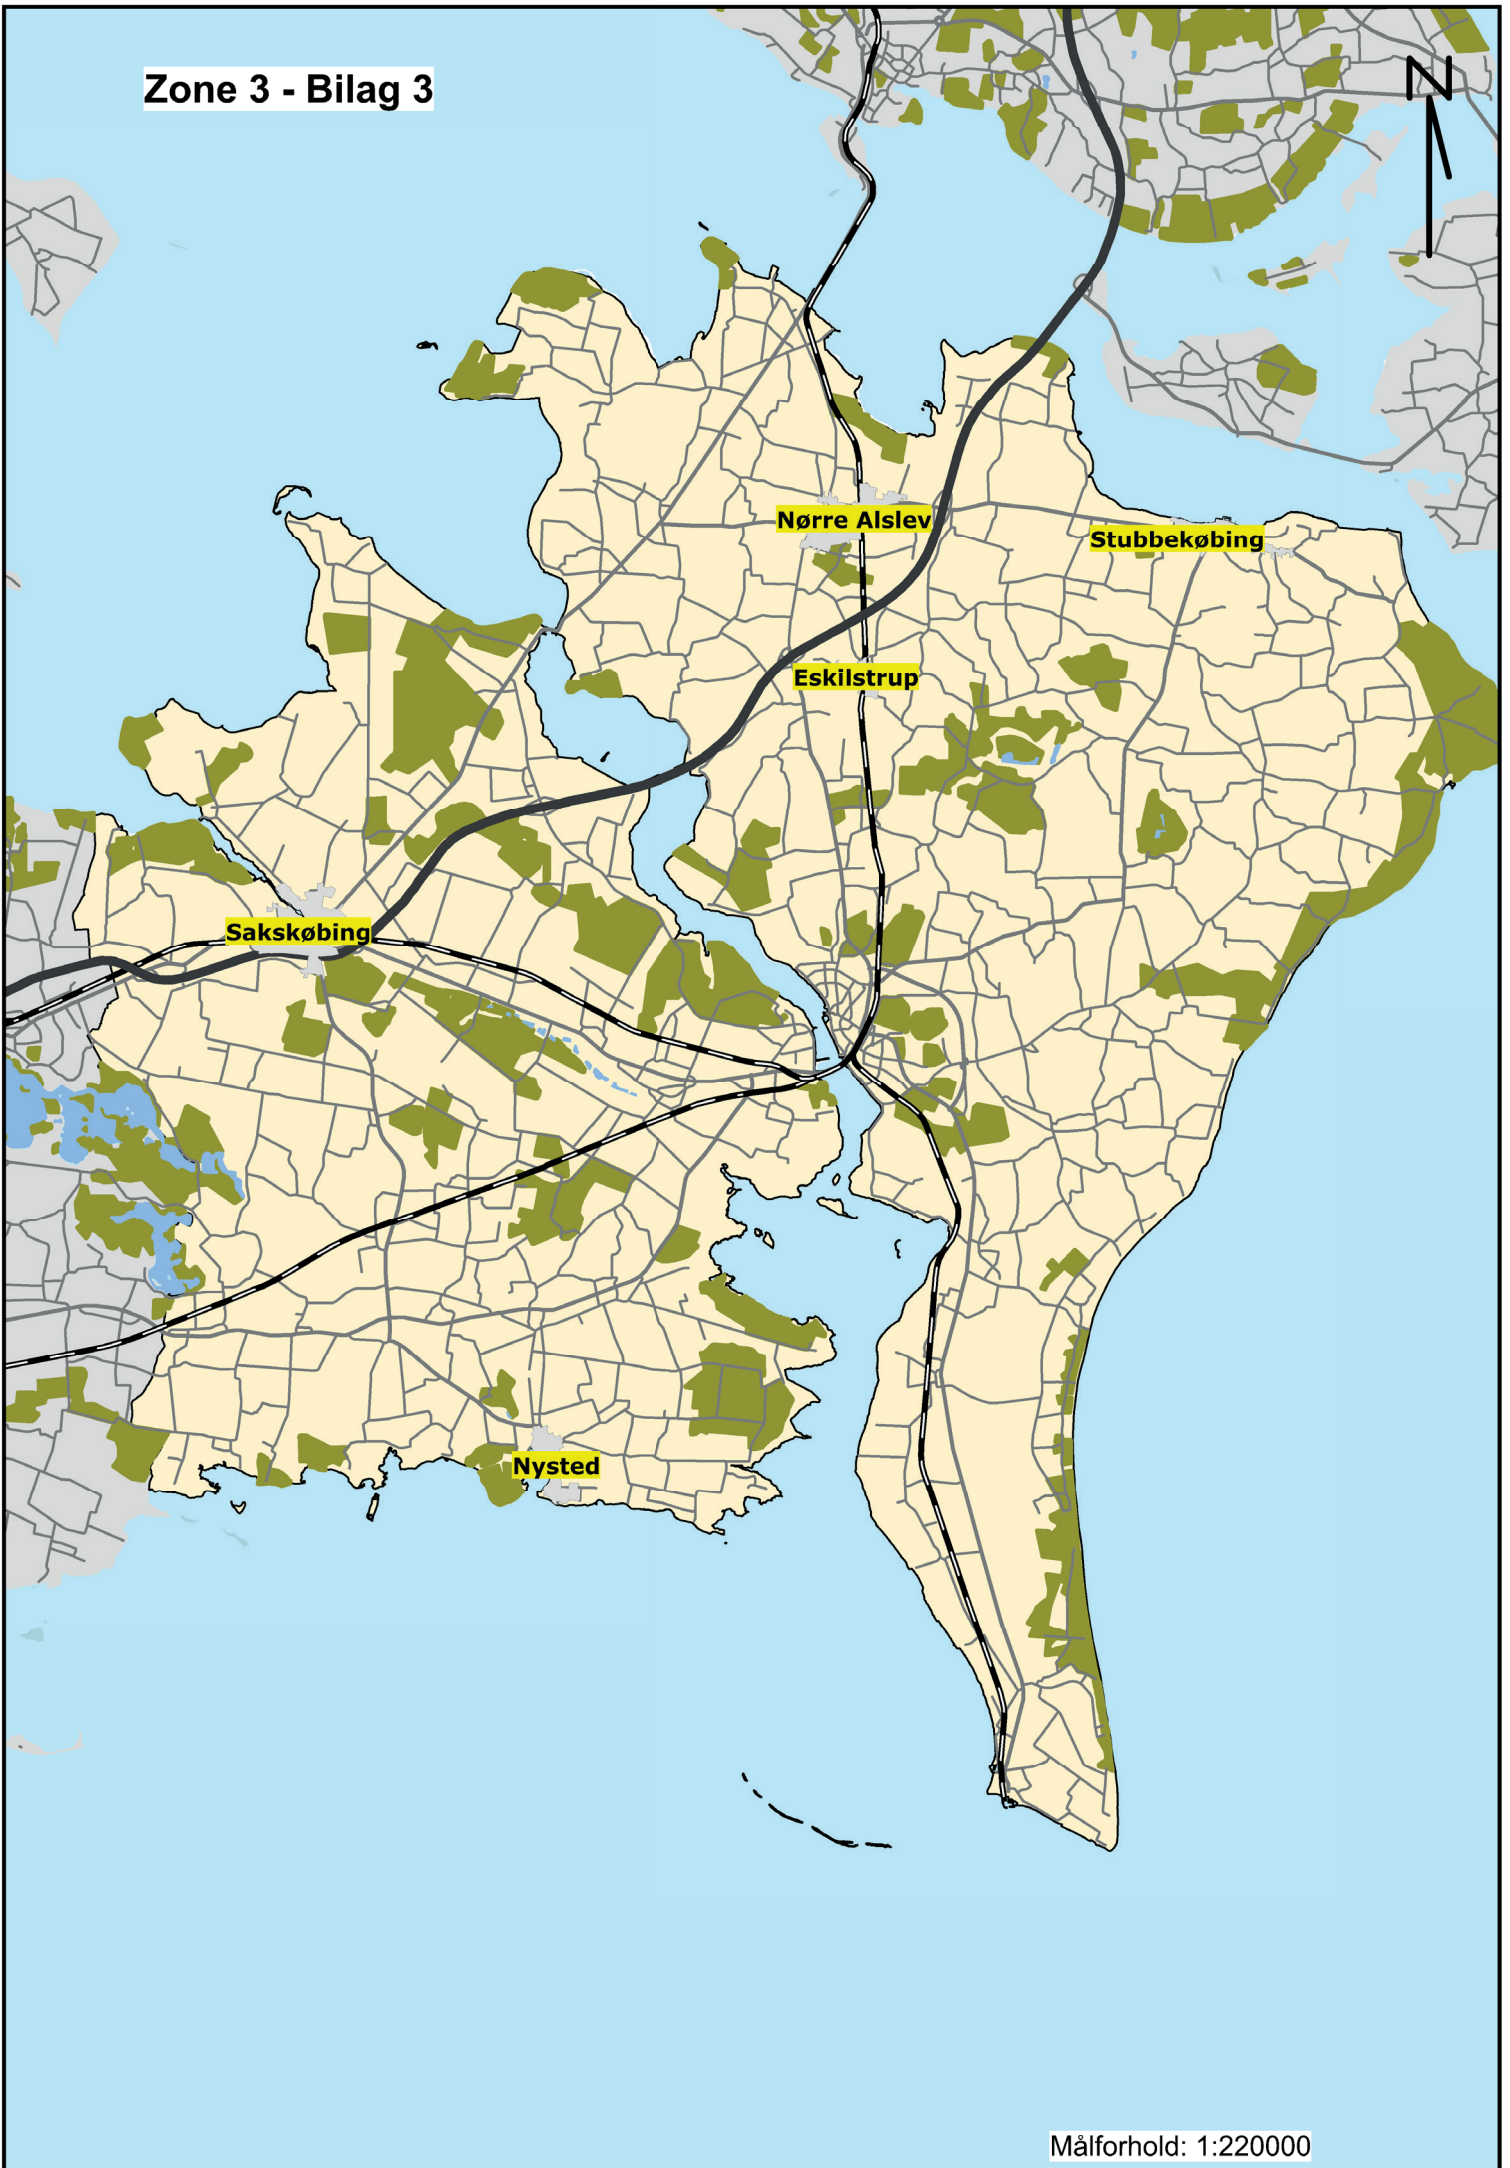 Zone 3 - Bilag 3
N
Nørre Alslev
Stubbekøbing
Eskilstrup
Sakskøbing
Nysted
Målforhold: 1:220000